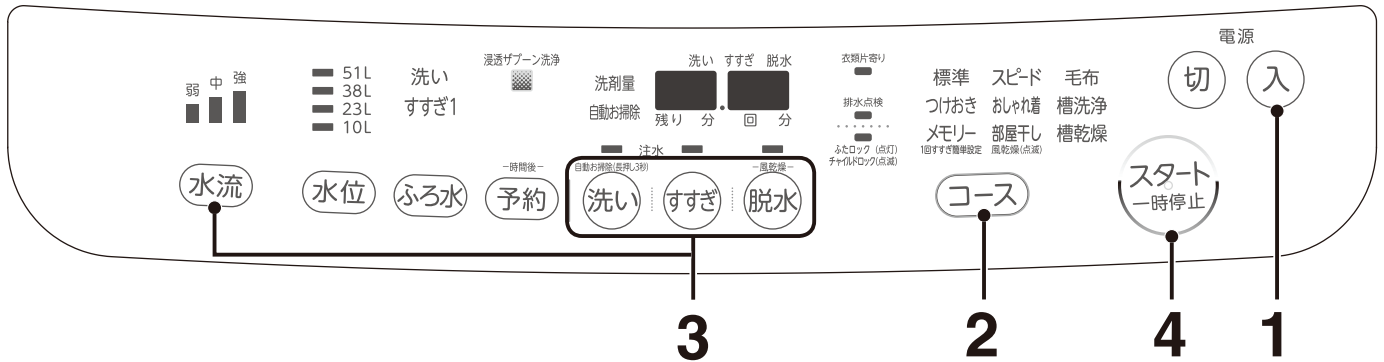 電源
切 入
弱 中 強
51L
38L
23L
10L
洗い
すすぎ1
浸透ザブーン洗浄
洗い すすぎ 脱水
洗剤量
自動お掃除
残り 分 回 分
注水
衣類片寄り
排水点検
ふたロック (点灯)
チャイルドロック(点滅)
標準 スピード 毛布
つけおき おしゃれ着 槽洗浄
メモリー 部屋干し 槽乾燥
1回すすぎ簡単設定 風乾燥(点滅)
水流
水位
ふろ水
－時間後－
予約
自動お掃除(長押し3秒)
洗い
すすぎ
－風乾燥－
脱水
コース
スタート
一時停止
3 2 4 1